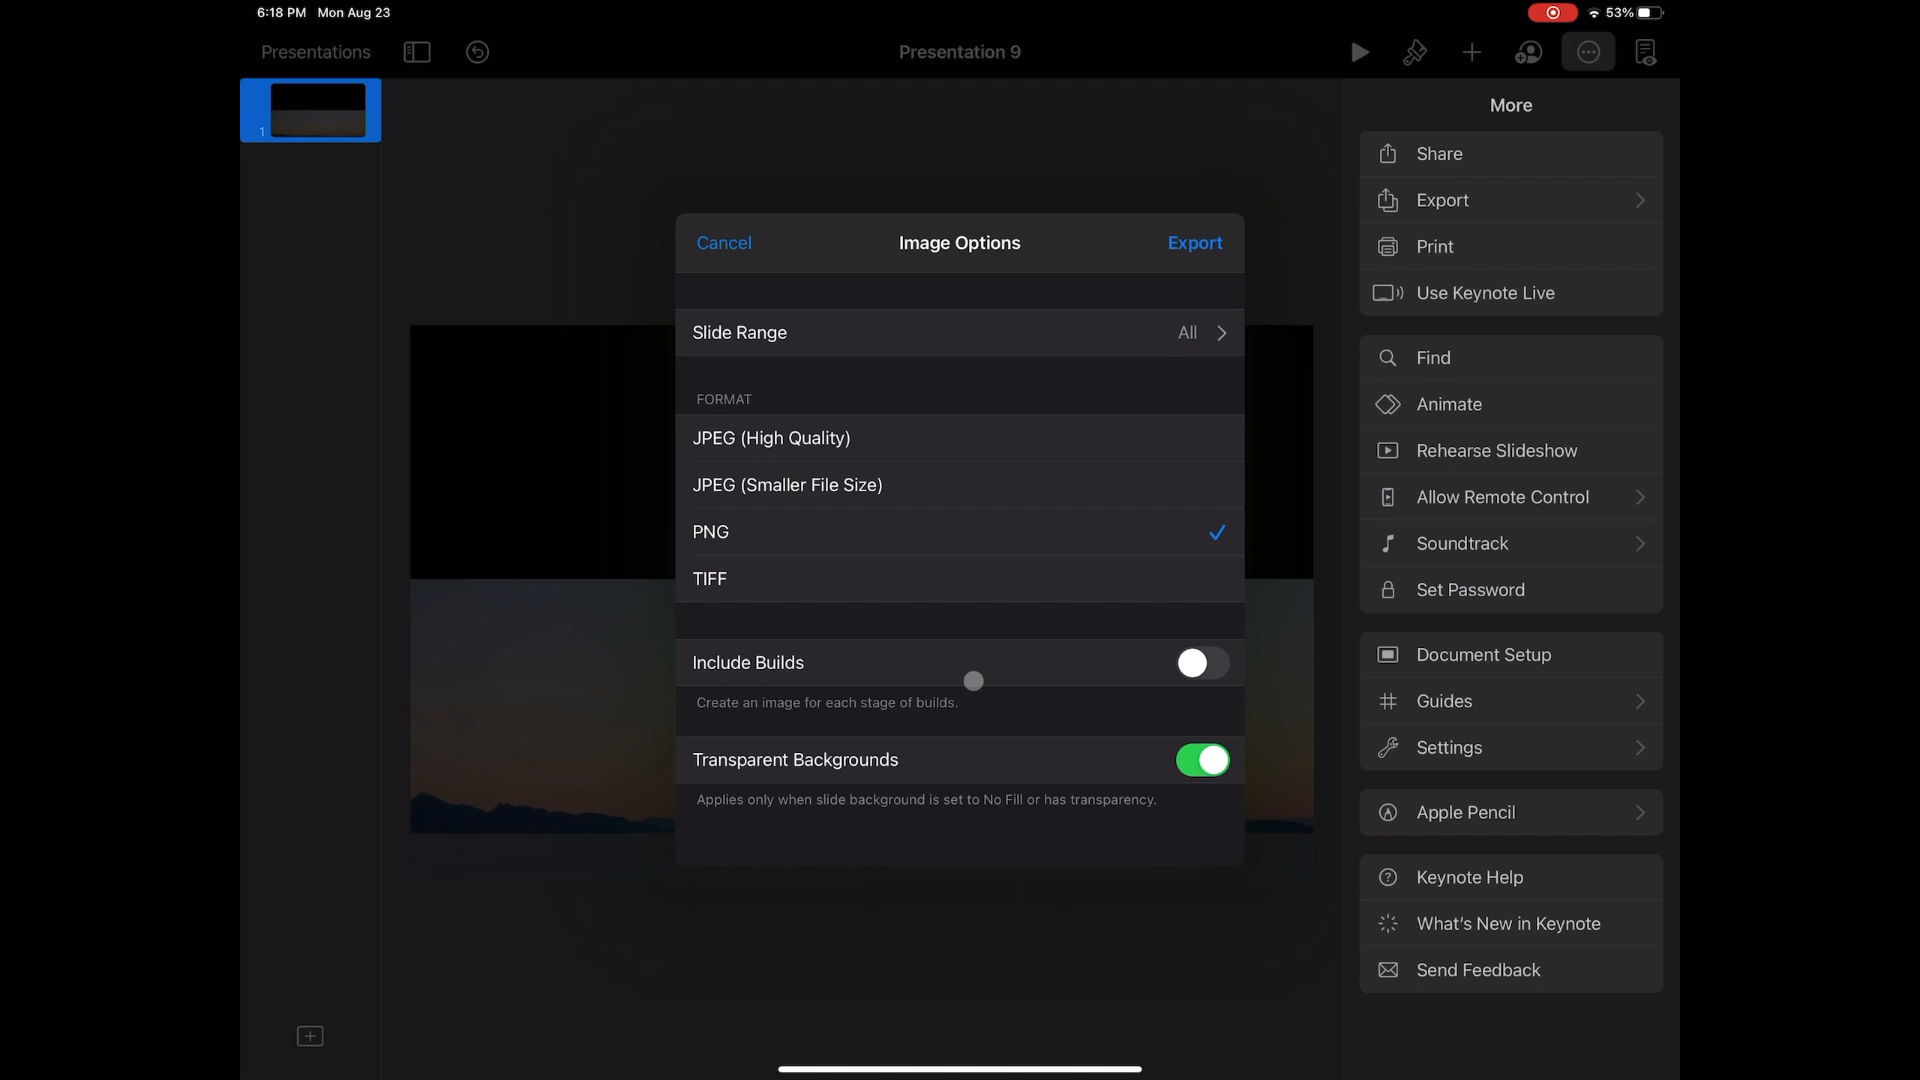 6:18 PM Mon Aug 23
53%
Presentations
Presentation 9
1
More
Share
Export
Print
Use Keynote Live
Find
Animate
Rehearse Slideshow
Allow Remote Control
Soundtrack
Set Password
Document Setup
Guides
Settings
Apple Pencil
Keynote Help
What's New in Keynote
Send Feedback
Cancel
Image Options
Export
Slide Range
All
FORMAT
JPEG (High Quality)
JPEG (Smaller File Size)
PNG
TIFF
Include Builds
Create an image for each stage of builds.
Transparent Backgrounds
Applies only when slide background is set to No Fill or has transparency.